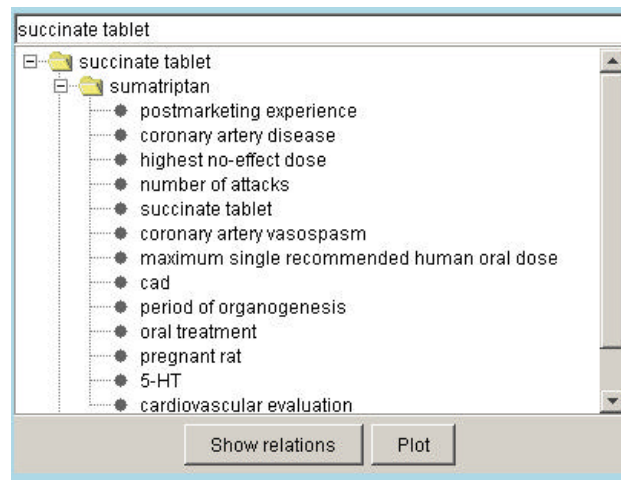 succinate tablet
succinate tablet
sumatriptan
postmarketing experience
coronary artery disease
highest no-effect dose
number of attacks
succinate tablet
coronary artery vasospasm
maximum single recommended human oral dose
cad
period of organogenesis
oral treatment
pregnant rat
5-HT
cardiovascular evaluation
Show relations Plot